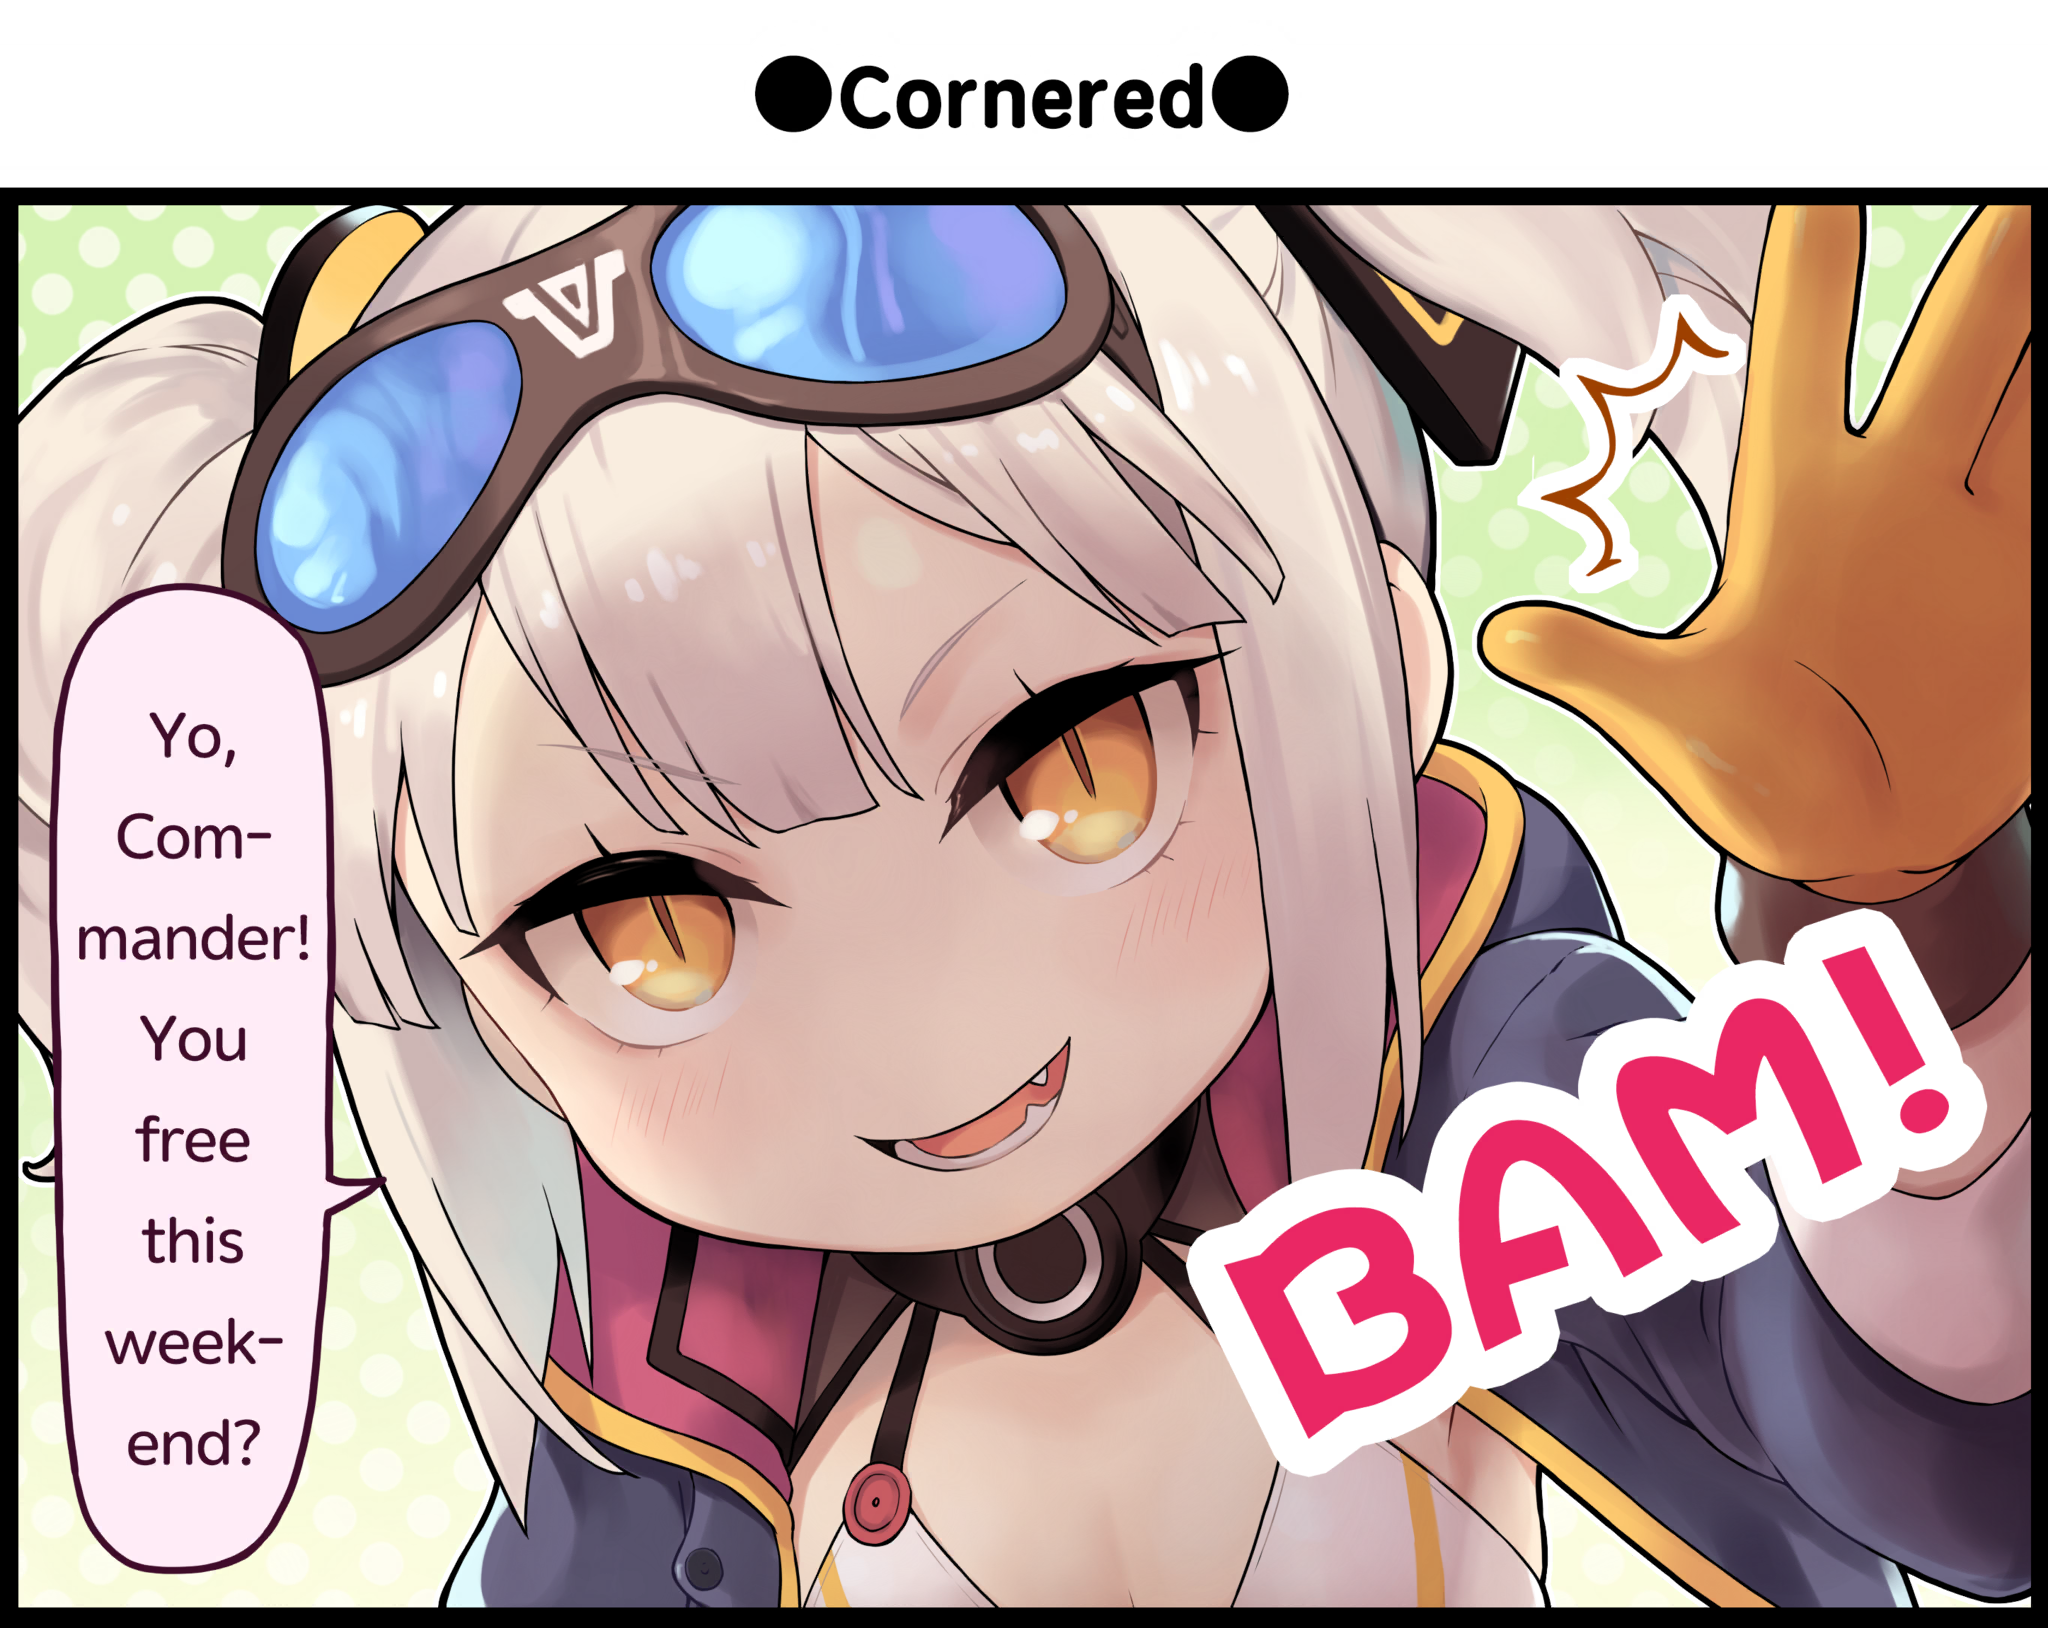 ●Cornered●
Yo,
Com-
mander!
You
free
this
week-
end?
BAM!